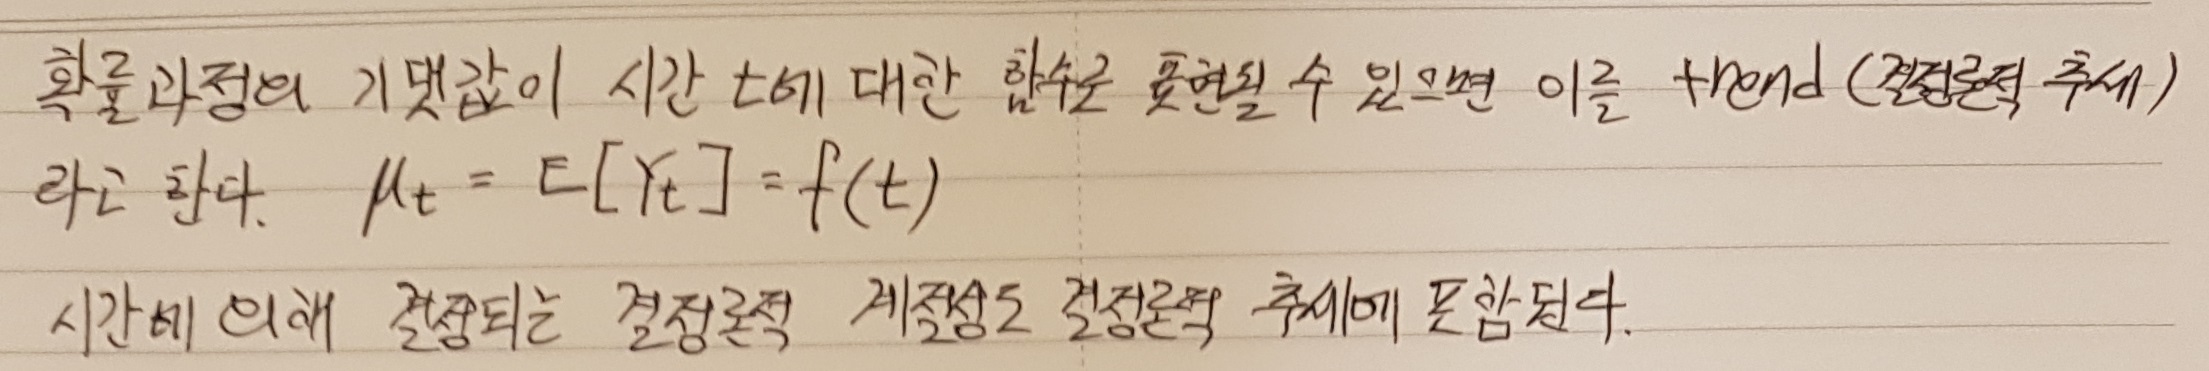 확률과정의 기댓값이 시간 t에 대한 함수로 표현될 수 있으면 이를 trend (결정론적 추세)
라고 한다. μt = E[Yt] = f(t)
시간에 의해 결정되는 결정론적 계절성도 결정론적 추세에 포함된다.